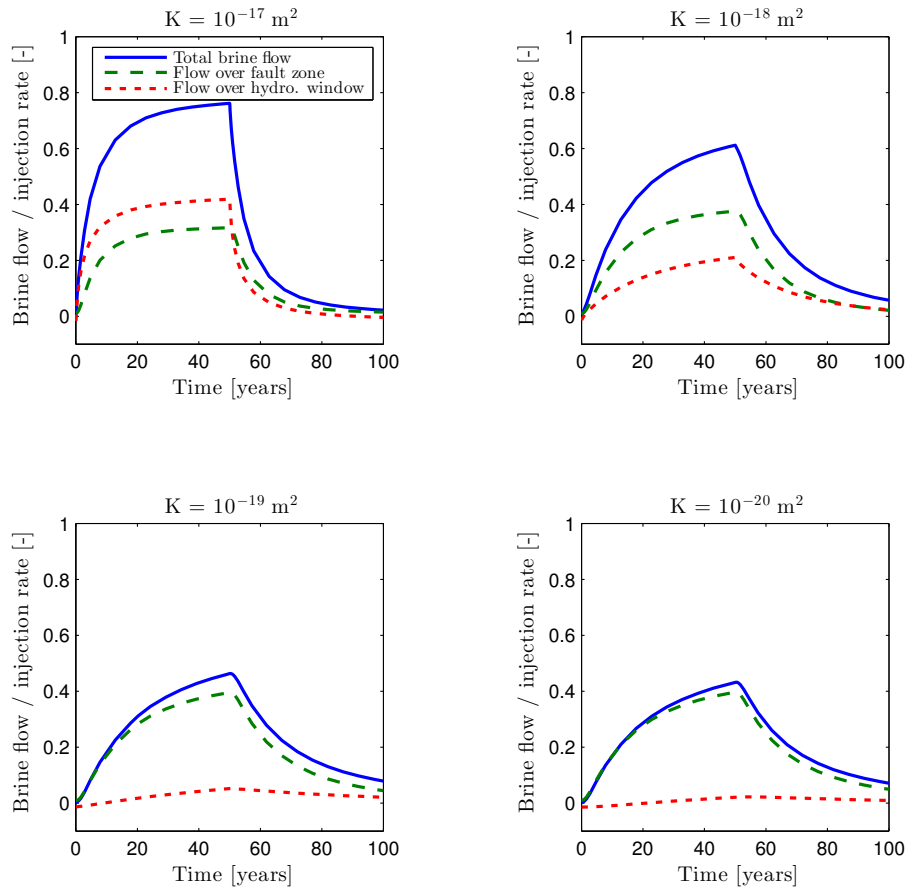 K = 10⁻¹⁷ m²
Brine flow / injection rate [-]
1
0.8
0.6
0.4
0.2
0
Total brine flow
Flow over fault zone
Flow over hydro. window
0 20 40 60 80 100
Time [years]
K = 10⁻¹⁸ m²
Brine flow / injection rate [-]
1
0.8
0.6
0.4
0.2
0
0 20 40 60 80 100
Time [years]
K = 10⁻¹⁹ m²
Brine flow / injection rate [-]
1
0.8
0.6
0.4
0.2
0
0 20 40 60 80 100
Time [years]
K = 10⁻²⁰ m²
Brine flow / injection rate [-]
1
0.8
0.6
0.4
0.2
0
0 20 40 60 80 100
Time [years]